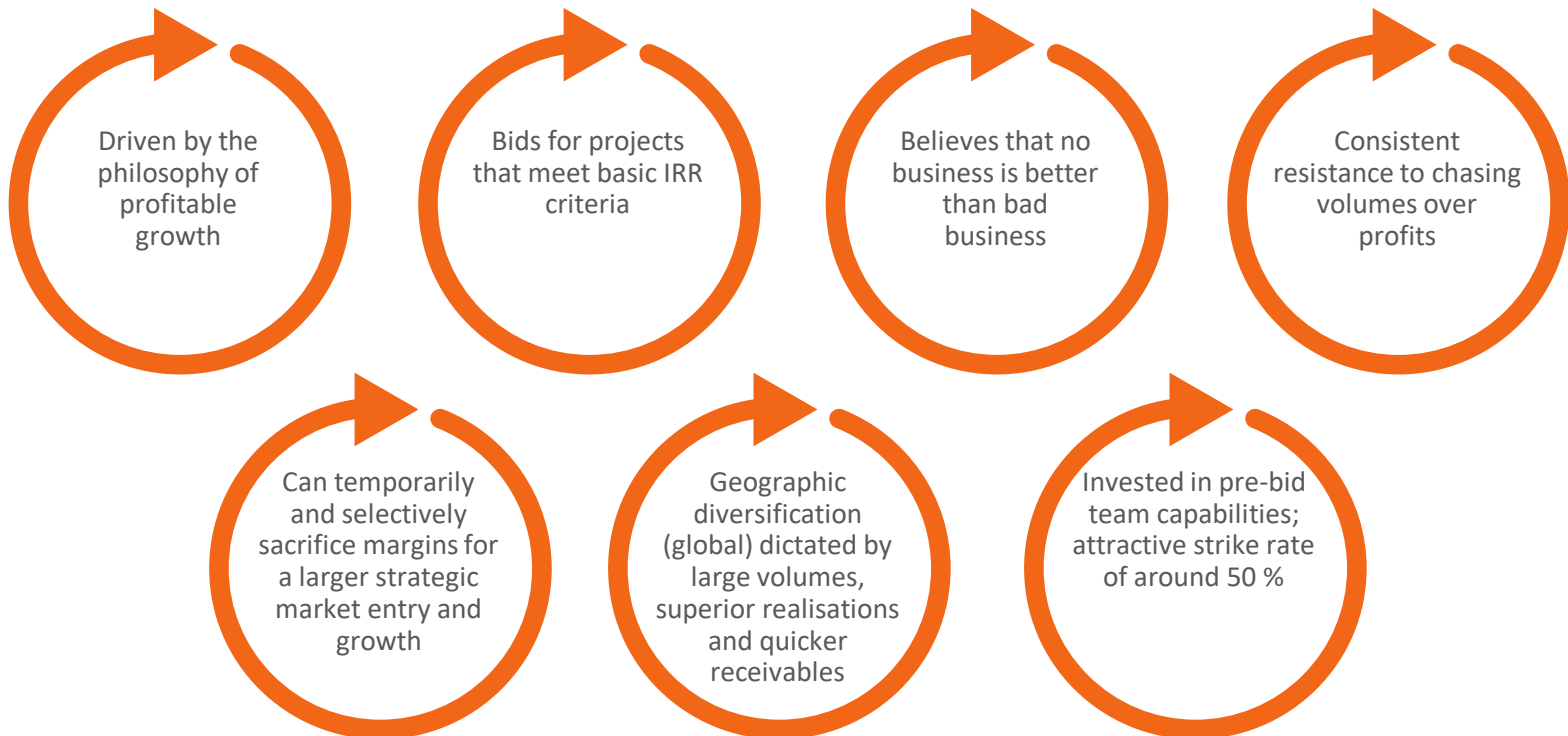 Driven by the
philosophy of
profitable
growth
Bids for projects
that meet basic IRR
criteria
Believes that no
business is better
than bad
business
Consistent
resistance to chasing
volumes over
profits
Can temporarily
and selectively
sacrifice margins for
a larger strategic
market entry and
growth
Geographic
diversification
(global) dictated by
large volumes,
superior realisations
and quicker
receivables
Invested in pre-bid
team capabilities;
attractive strike rate
of around 50 %